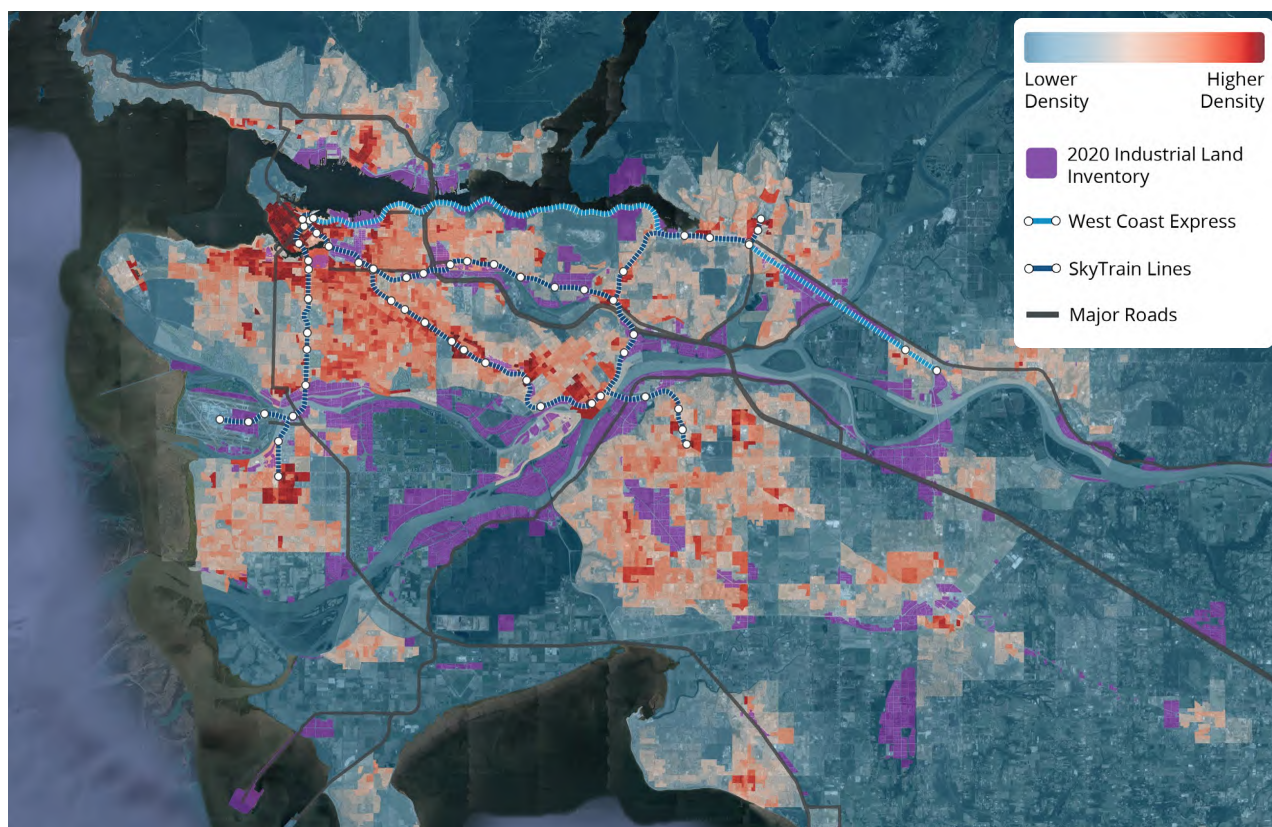 Lower
Density
Higher
Density
2020 Industrial Land
Inventory
West Coast Express
SkyTrain Lines
Major Roads